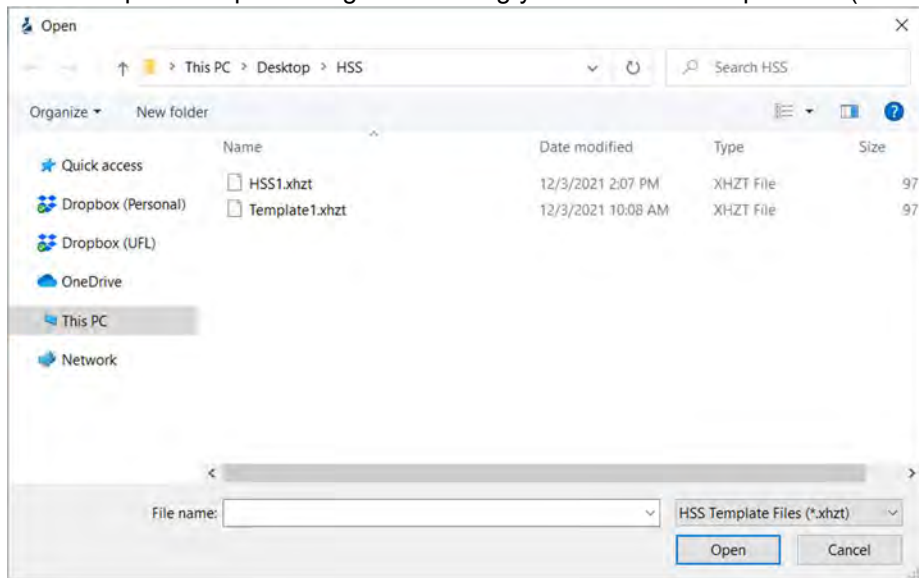 Open
This PC > Desktop > HSS
Search HSS
Organize
New folder
Name
Date modified
Type
Size
Quick access
Dropbox (Personal)
Dropbox (UFL)
OneDrive
This PC
Network
HSS1.xhzt 12/3/2021 2:07 PM XHZT File 97
Template1.xhzt 12/3/2021 10:08 AM XHZT File 97
File name:
HSS Template Files (*.xhzt)
Open
Cancel